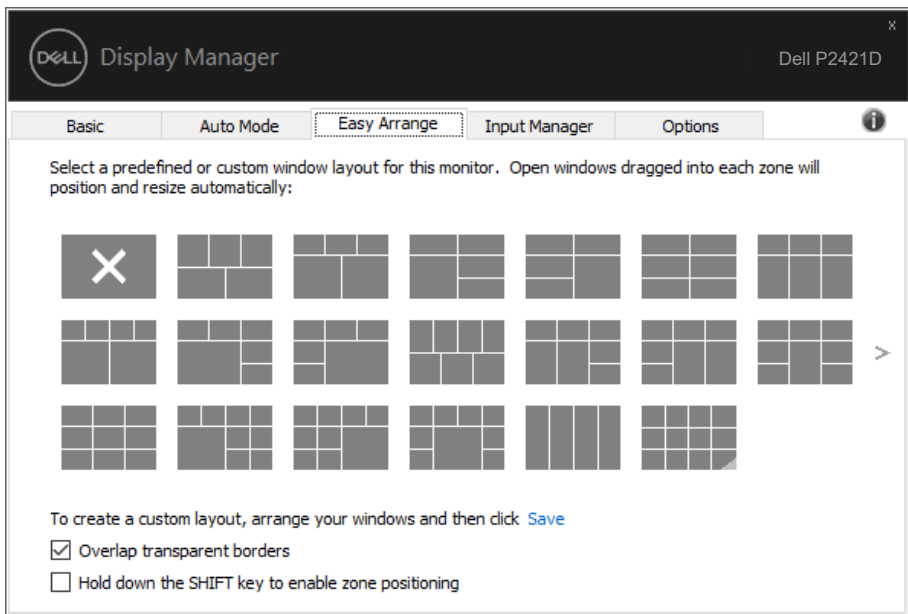 x
DELL Display Manager
Dell P2421D
Basic Auto Mode Easy Arrange Input Manager Options
Select a predefined or custom window layout for this monitor. Open windows dragged into each zone will
position and resize automatically:
>
To create a custom layout, arrange your windows and then click Save
Overlap transparent borders
Hold down the SHIFT key to enable zone positioning